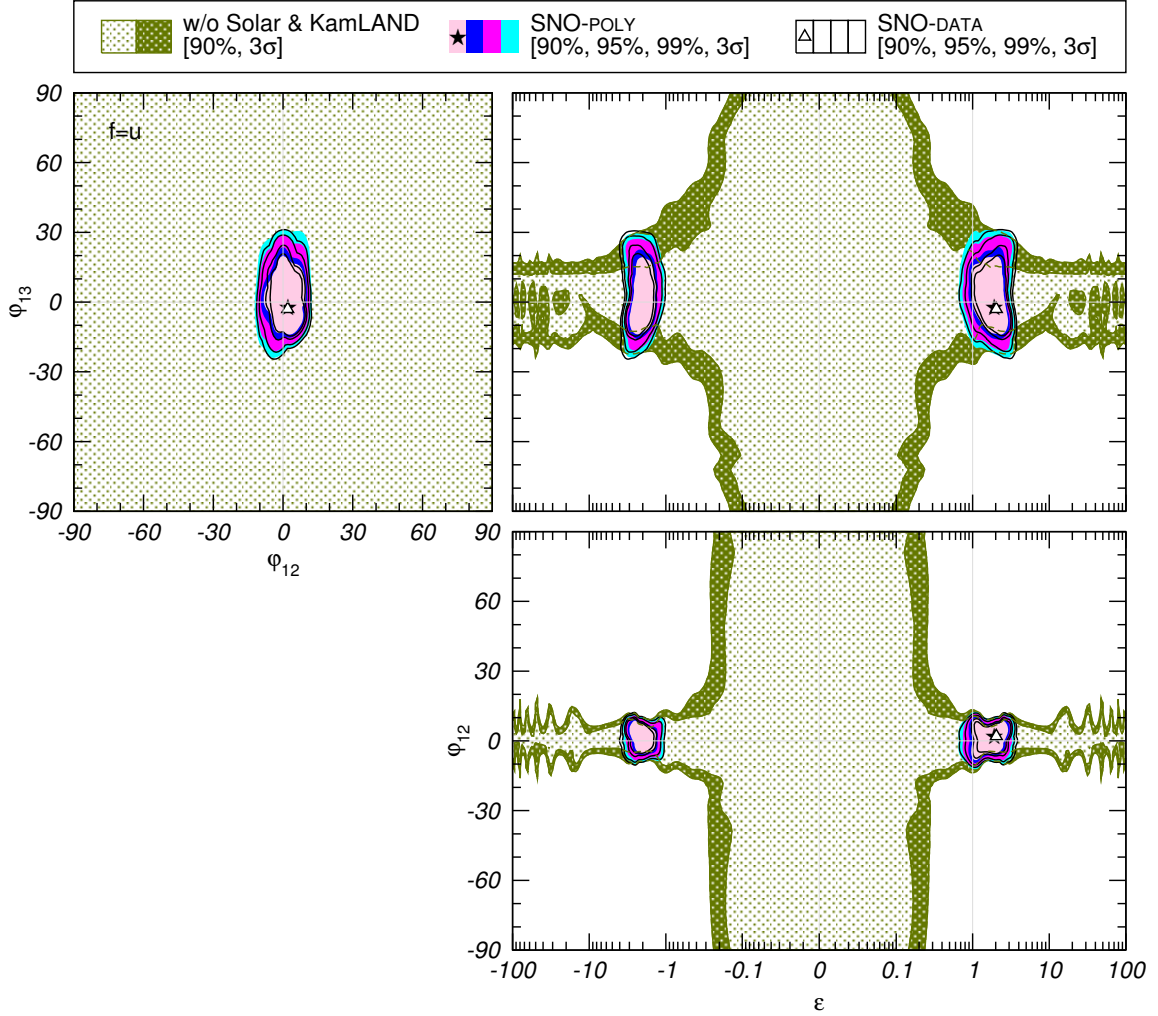 w/o Solar & KamLAND
[90%, 3σ]
SNO-POLY
[90%, 95%, 99%, 3σ]
SNO-DATA
[90%, 95%, 99%, 3σ]
f=u
90
60
30
0
-30
-60
-90
φ13
-90 -60 -30 0 30 60 90
φ12
90
60
30
0
-30
-60
-90
φ12
-100 -10 -1 -0.1 0 0.1 1 10 100
ε